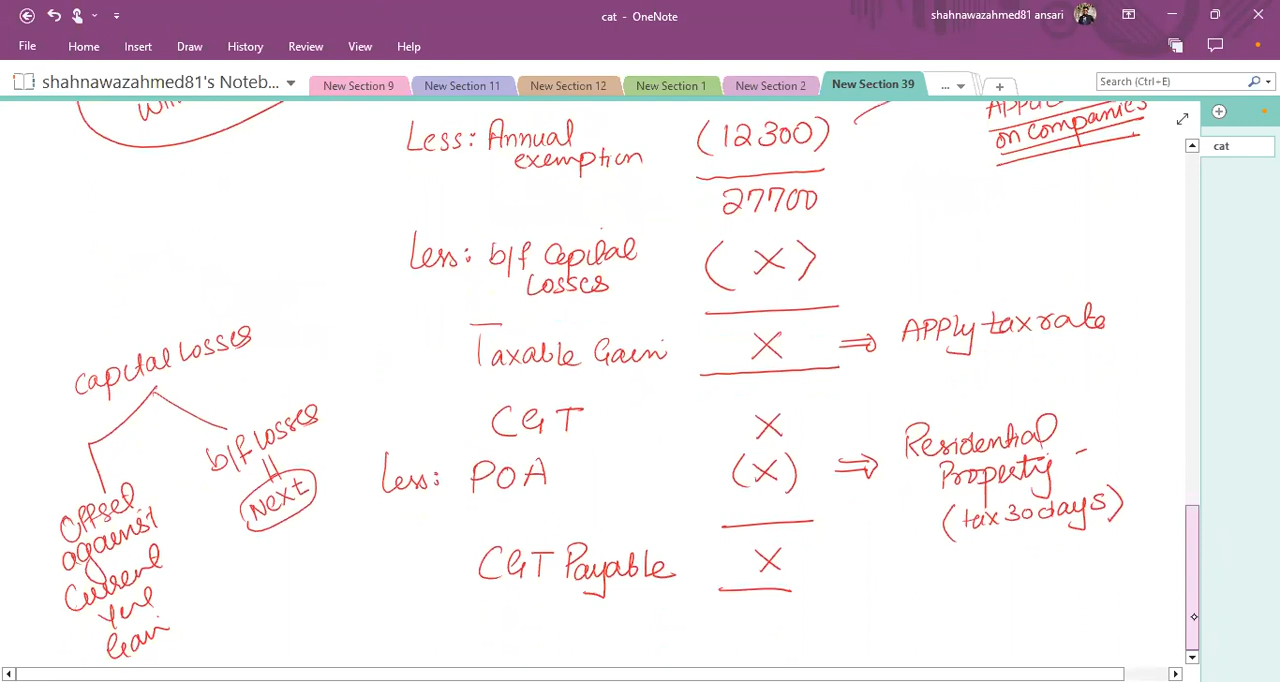 cat - OneNote
shahnawazahmed81 ansari
File Home Insert Draw History Review View Help
shahnawazahmed81's Noteb...
New Section 9 New Section 11 New Section 12 New Section 1 New Section 2 New Section 39 ...
Search (Ctrl+E)
cat
on companies
Less: Annual (12300)
exemption
27700
Less: b/f Capital (X)
Losses
Taxable Gain X ⇒ Apply tax rate
CGT X
Less: POA (X) ⇒ Residential
Property -
(tax 30 days)
CGT Payable X
Capital Losses
b/f Losses
Next
Offset
against
Current
Gain